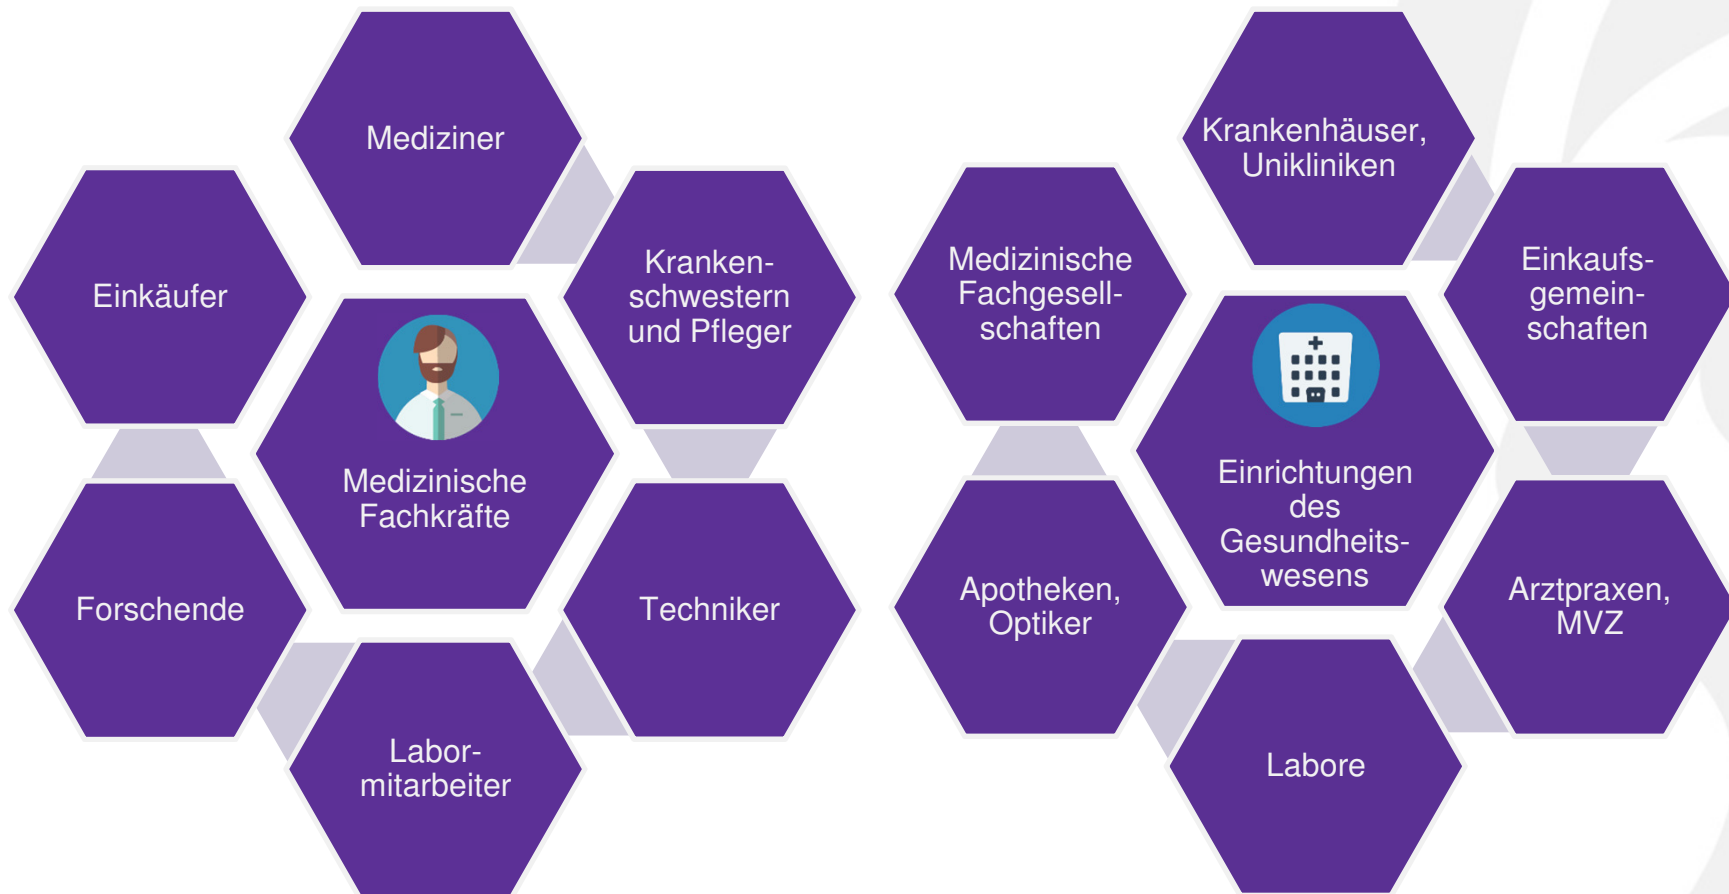 Mediziner
Kranken-
schwestern
und Pfleger
Techniker
Labor-
mitarbeiter
Forschende
Einkäufer
Medizinische
Fachkräfte
Krankenhäuser,
Unikliniken
Einkaufs-
gemein-
schaften
Arztpraxen,
MVZ
Labore
Apotheken,
Optiker
Medizinische
Fachgesell-
schaften
Einrichtungen
des
Gesundheits-
wesens